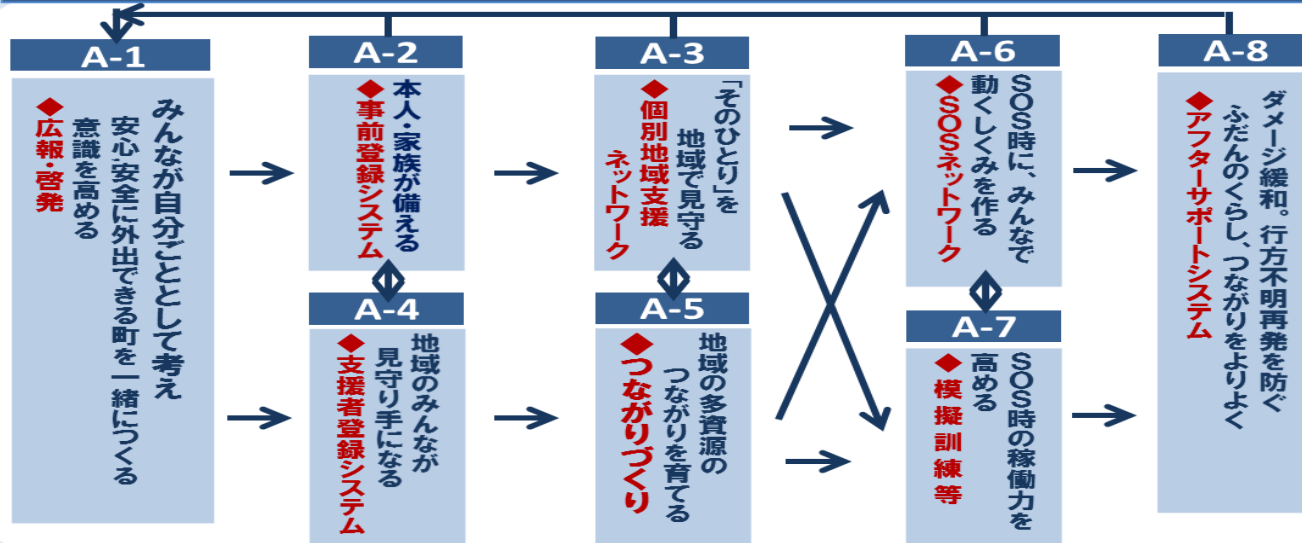 A-1
みんなが自分ごととして考え
安心・安全に外出できる町を一緒につくる
意識を高める
◆広報・啓発
A-2
本人・家族が備える
◆事前登録システム
A-3
「そのひとり」を
地域で見守る
◆個別地域支援
ネットワーク
A-4
地域のみんなが
見守り手になる
◆支援者登録システム
A-5
地域の多資源の
つながりを育てる
◆つながりづくり
A-6
SOS時に、みんなで
動くしくみを作る
◆SOSネットワーク
A-7
SOS時の稼働力を
高める
◆模擬訓練等
A-8
ダメージ緩和。行方不明再発を防ぐ
ふだんのくらし、つながりをよりよく
◆アフターサポートシステム